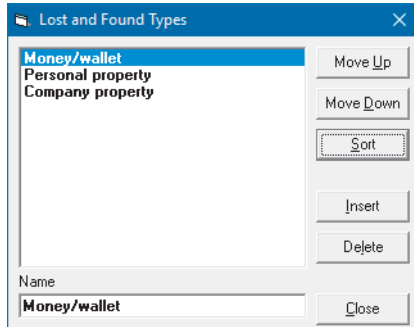 Lost and Found Types
Money/wallet
Personal property
Company property
Move Up
Move Down
Sort
Insert
Delete
Name
Money/wallet
Close